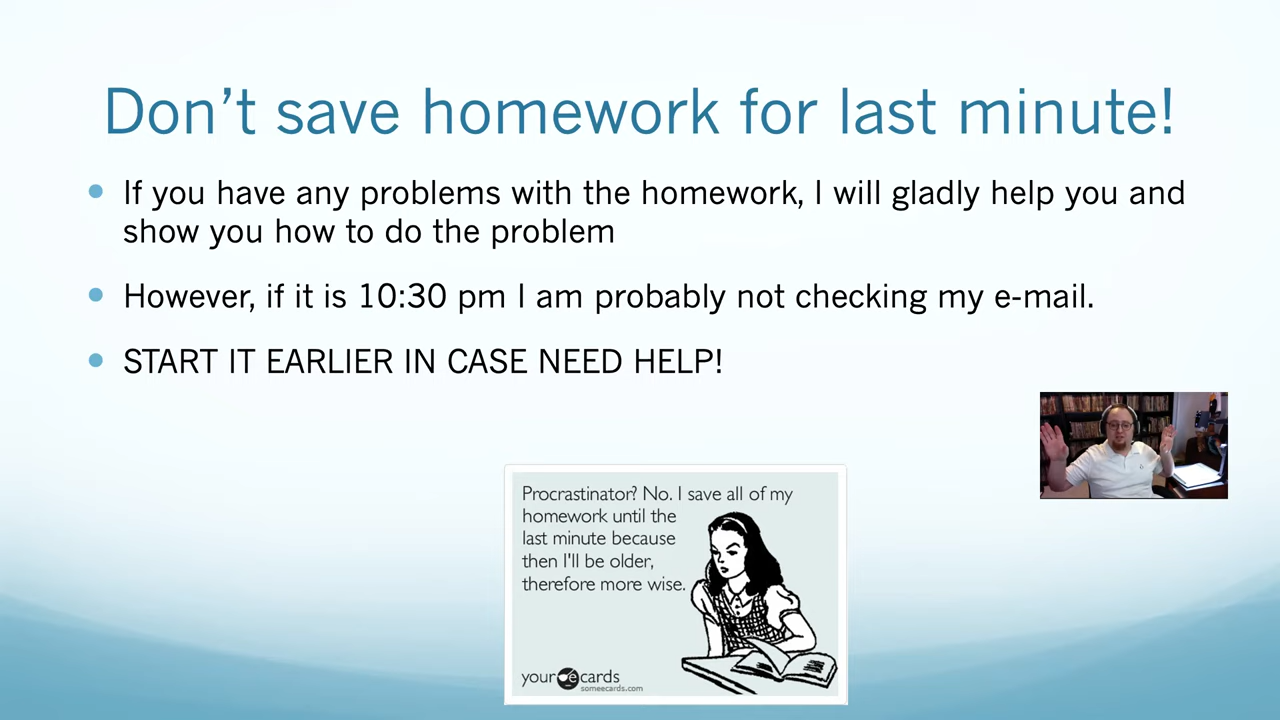 Don't save homework for last minute!
If you have any problems with the homework, I will gladly help you and
show you how to do the problem
However, if it is 10:30 pm I am probably not checking my e-mail.
START IT EARLIER IN CASE NEED HELP!
Procrastinator? No. I save all of my
homework until the
last minute because
then I'll be older,
therefore more wise.
your e cards
someecards.com